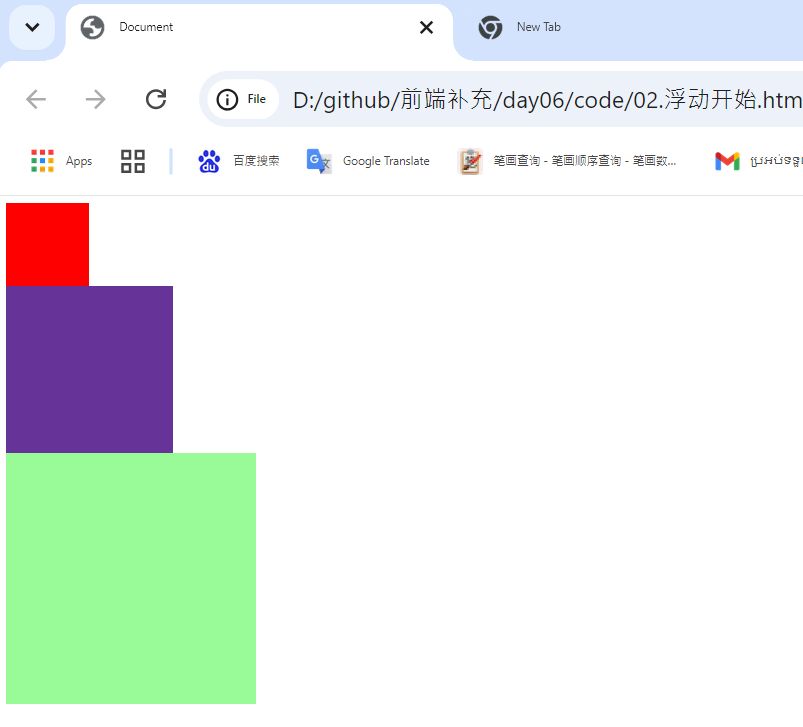 Document
New Tab
File
D:/github/前端补充/day06/code/02.浮动开始.htm
Apps
百度搜索
Google Translate
笔画查询 - 笔画顺序查询 - 笔画数...